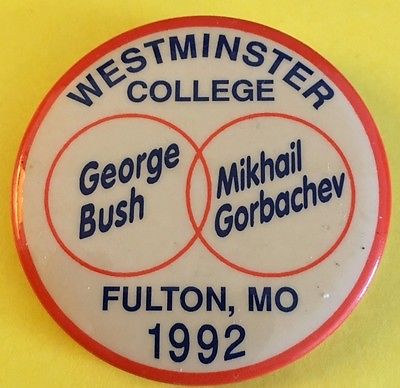 WESTMINSTER
COLLEGE
George
Bush
Mikhail
Gorbachev
FULTON, MO
1992